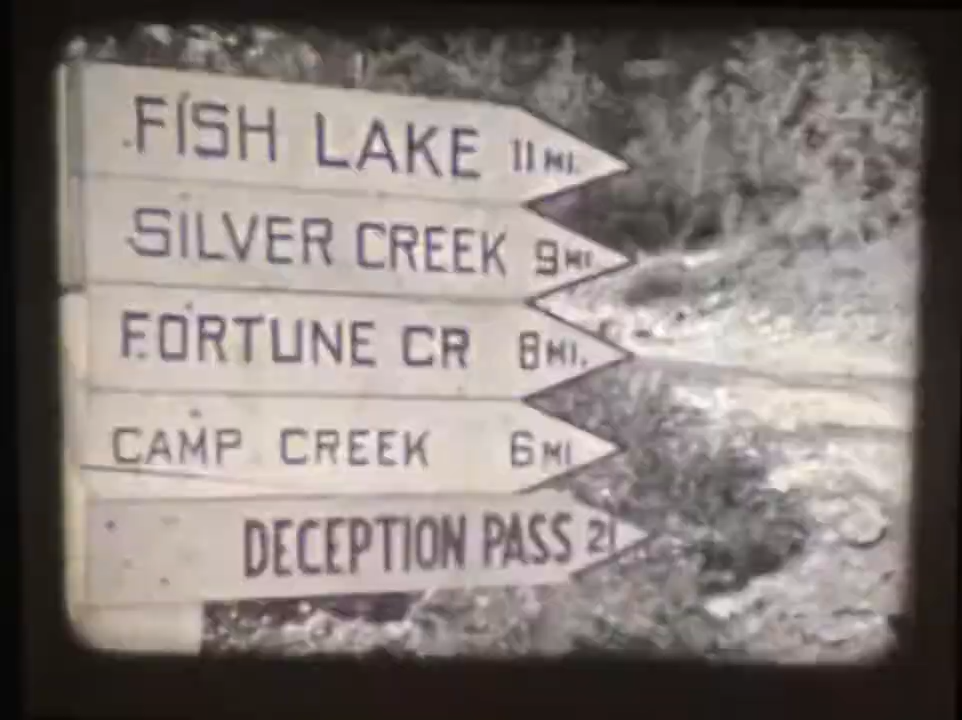 FISH LAKE 11 MI.
SILVER CREEK 9 MI.
FORTUNE CR 8 MI.
CAMP CREEK 6 MI
DECEPTION PASS 21